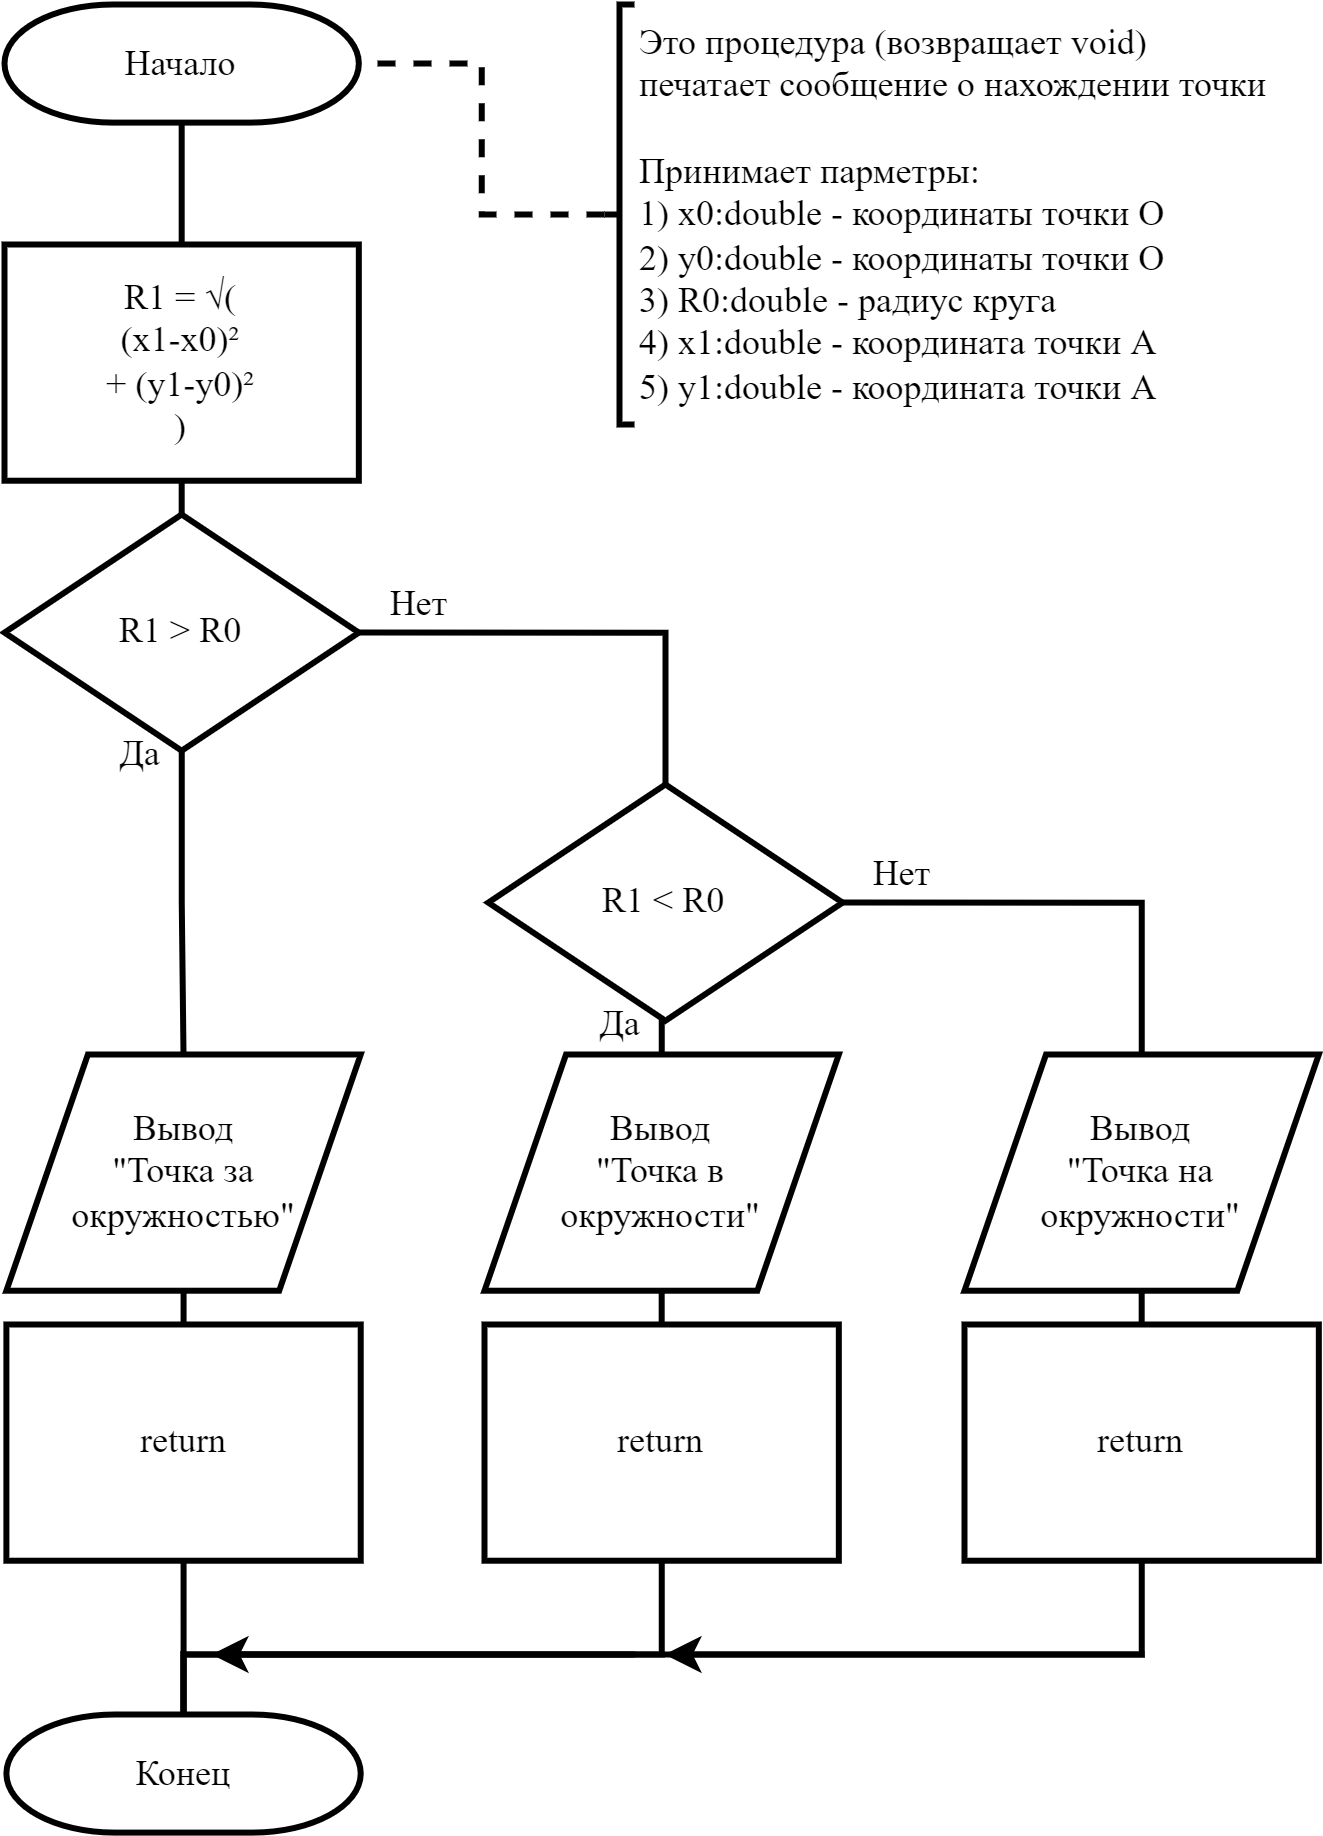 Начало
Это процедура (возвращает void)
печатает сообщение о нахождении точки
Принимает парметры:
1) x0:double - координаты точки О
2) y0:double - координаты точки О
3) R0:double - радиус круга
4) x1:double - координата точки А
5) y1:double - координата точки А
R1 = √(
(x1-x0)²
+ (y1-y0)²
)
R1 > R0
Нет
Да
R1 < R0
Нет
Да
Вывод
"Точка за
окружностью"
Вывод
"Точка в
окружности"
Вывод
"Точка на
окружности"
return
return
return
Конец